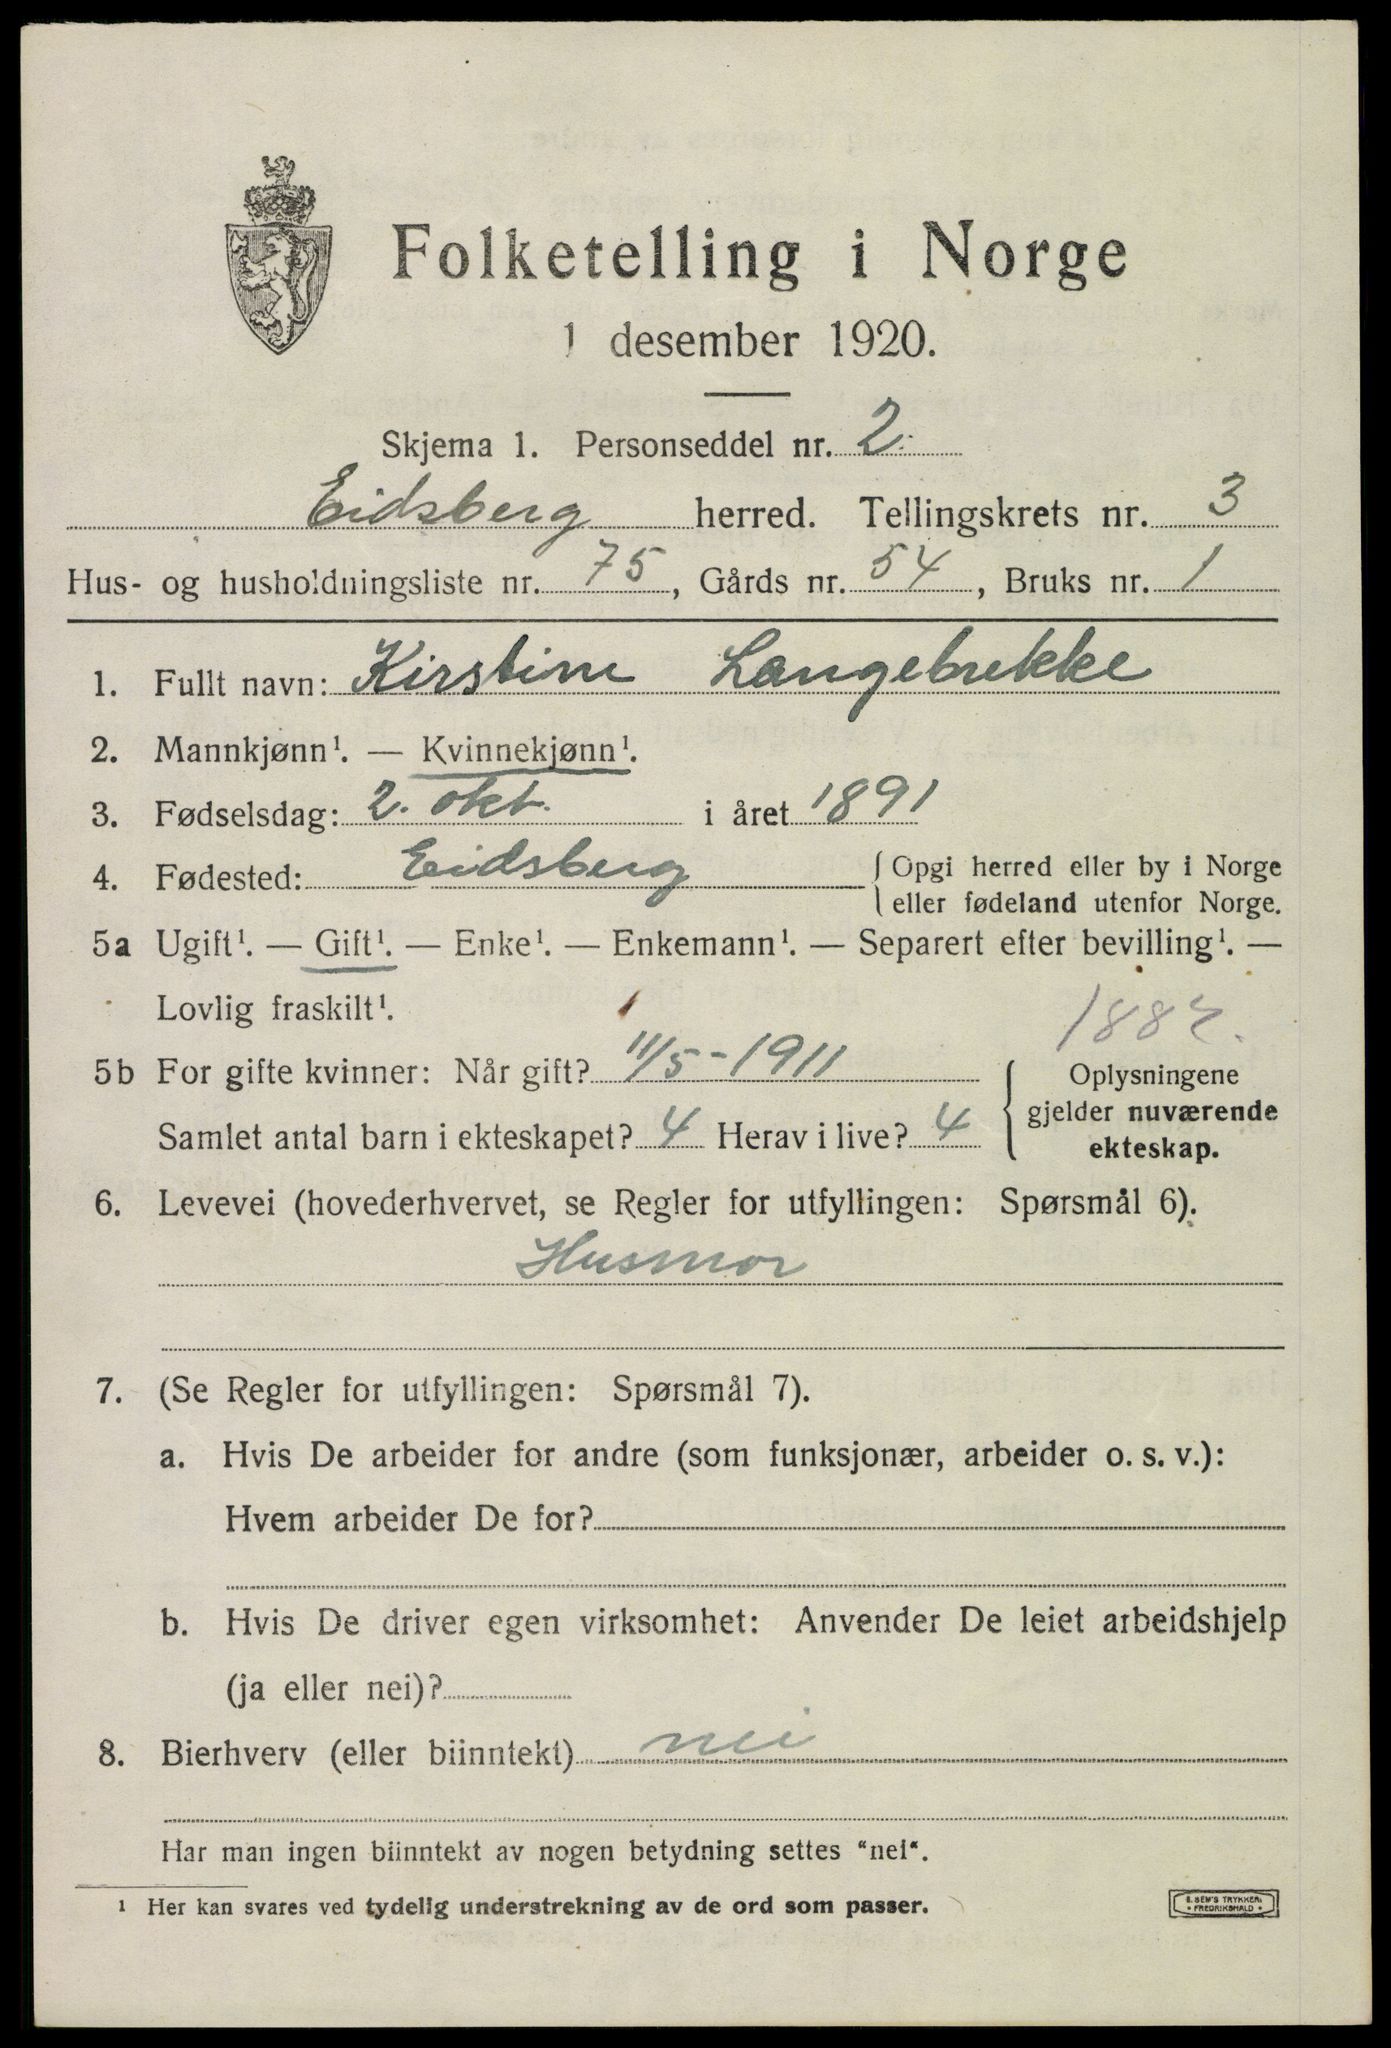 Folketelling i Norge
1 desember 1920.
Skjema 1. Personseddel nr. 2.
Eidsberg herred. Tellingskrets nr. 3
Hus- og husholdningsliste nr. 75, Gårds nr. 54, Bruks nr. 1
1. Fullt navn: Kirstine Langebrekke
2. Mannkjønn¹. — Kvinnekjønn¹.
3. Fødselsdag: 2. okt. i året 1891
4. Fødested: Eidsberg { Opgi herred eller by i Norge
eller fødeland utenfor Norge.
5a Ugift¹. — Gift¹. — Enke¹. — Enkemann¹. — Separert efter bevilling¹. —
Lovlig fraskilt¹.
5b For gifte kvinner: Når gift? 11/5-1911
Samlet antal barn i ekteskapet? 4 Herav i live? 4
Oplysningene
gjelder nuværende
ekteskap.
6. Levevei (hovederhvervet, se Regler for utfyllingen: Spørsmål 6).
Husmor
7. (Se Regler for utfyllingen: Spørsmål 7).
a. Hvis De arbeider for andre (som funksjonær, arbeider o. s. v.):
Hvem arbeider De for?
b. Hvis De driver egen virksomhet: Anvender De leiet arbeidshjelp
(ja eller nei)?
8. Bierhverv (eller biinntekt) nei
Har man ingen biinntekt av nogen betydning settes "nei".
¹ Her kan svares ved tydelig understrekning av de ord som passer.
E. SEM'S TRYKKERI
• FREDRIKSHALD •